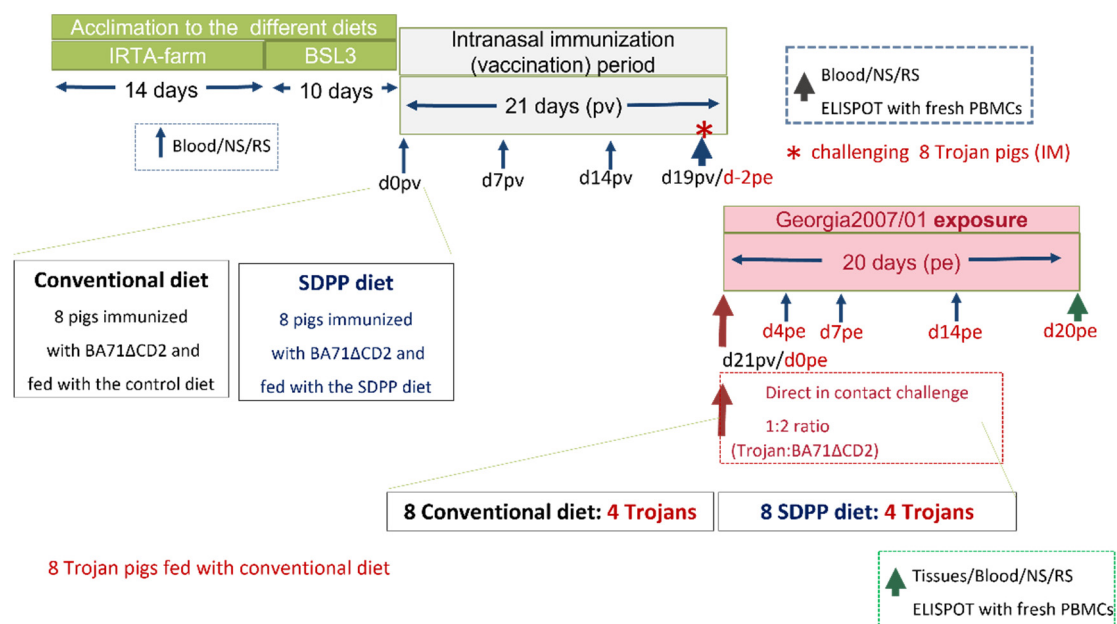 Acclimation to the different diets
IRTA-farm
BSL3
14 days
10 days
Blood/NS/RS
Intranasal immunization
(vaccination) period
21 days (pv)
*
d0pv
d7pv
d14pv
d19pv/d-2pe
Blood/NS/RS
ELISPOT with fresh PBMCs
* challenging 8 Trojan pigs (IM)
Georgia2007/01 exposure
20 days (pe)
d4pe
d7pe
d14pe
d20pe
d21pv/d0pe
Conventional diet
8 pigs immunized
with BA71ΔCD2 and
fed with the control diet
SDPP diet
8 pigs immunized
with BA71ΔCD2 and
fed with the SDPP diet
Direct in contact challenge
1:2 ratio
(Trojan:BA71ΔCD2)
8 Conventional diet: 4 Trojans
8 SDPP diet: 4 Trojans
8 Trojan pigs fed with conventional diet
Tissues/Blood/NS/RS
ELISPOT with fresh PBMCs